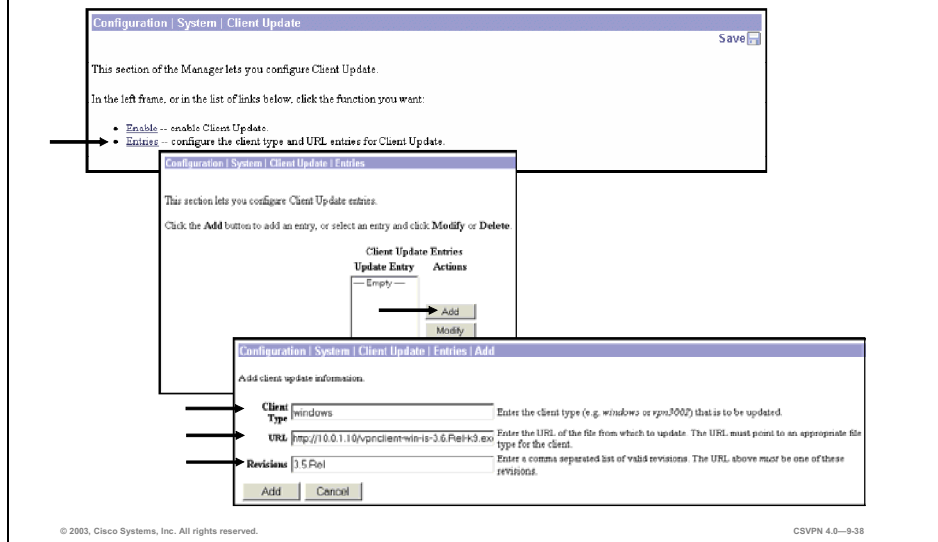 Configuration | System | Client Update
Save
This section of the Manager lets you configure Client Update.
In the left frame, or in the list of links below, click the function you want:
• Enable -- enable Client Update.
• Entries -- configure the client type and URL entries for Client Update.
Configuration | System | Client Update | Entries
This section lets you configure Client Update entries.
Click the Add button to add an entry, or select an entry and click Modify or Delete.
Client Update Entries
Update Entry Actions
— Empty —
Add
Modify
Configuration | System | Client Update | Entries | Add
Add client update information.
Client Type windows Enter the client type (e.g. windows or vpn3002) that is to be updated.
URL http://10.0.1.10/vpnclient-win-is-3.6.Rel-k9.exe Enter the URL of the file from which to update. The URL must point to an appropriate file
type for the client.
Revisions 3.5.Rel Enter a comma separated list of valid revisions. The URL above must be one of these
revisions.
Add Cancel
© 2003, Cisco Systems, Inc. All rights reserved.
CSVPN 4.0—9-38